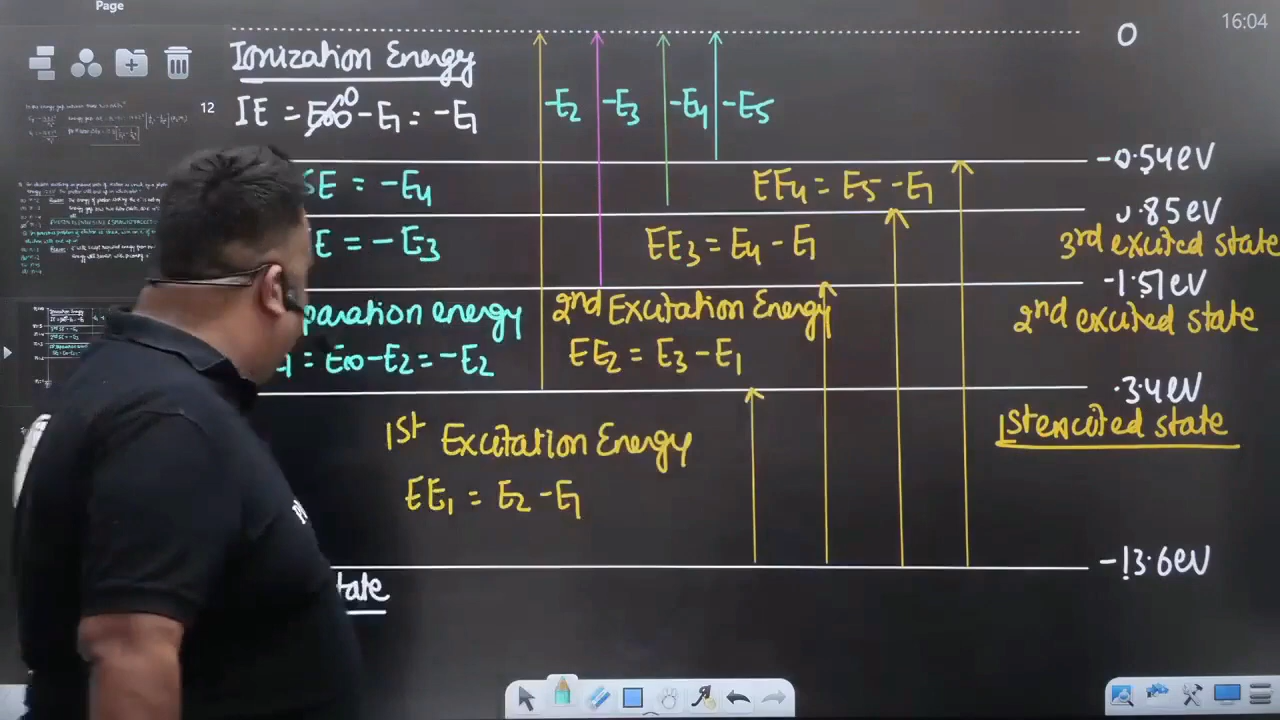 Page
16:04
0
Ionization Energy
12
IE = E∞ 0 - E1 = -E1
-E2
-E3
-E4
-E5
-0.54eV
SE = -E4
EE4 = E5 - E1
0.85eV
E = -E3
EE3 = E4 - E1
3rd excited state
-1.51eV
paration energy
2nd Excitation Energy
2nd excited state
1 = E∞ - E2 = -E2
EE2 = E3 - E1
.3.4eV
1st excited state
1st Excitation Energy
EE1 = E2 - E1
-13.6eV
tate